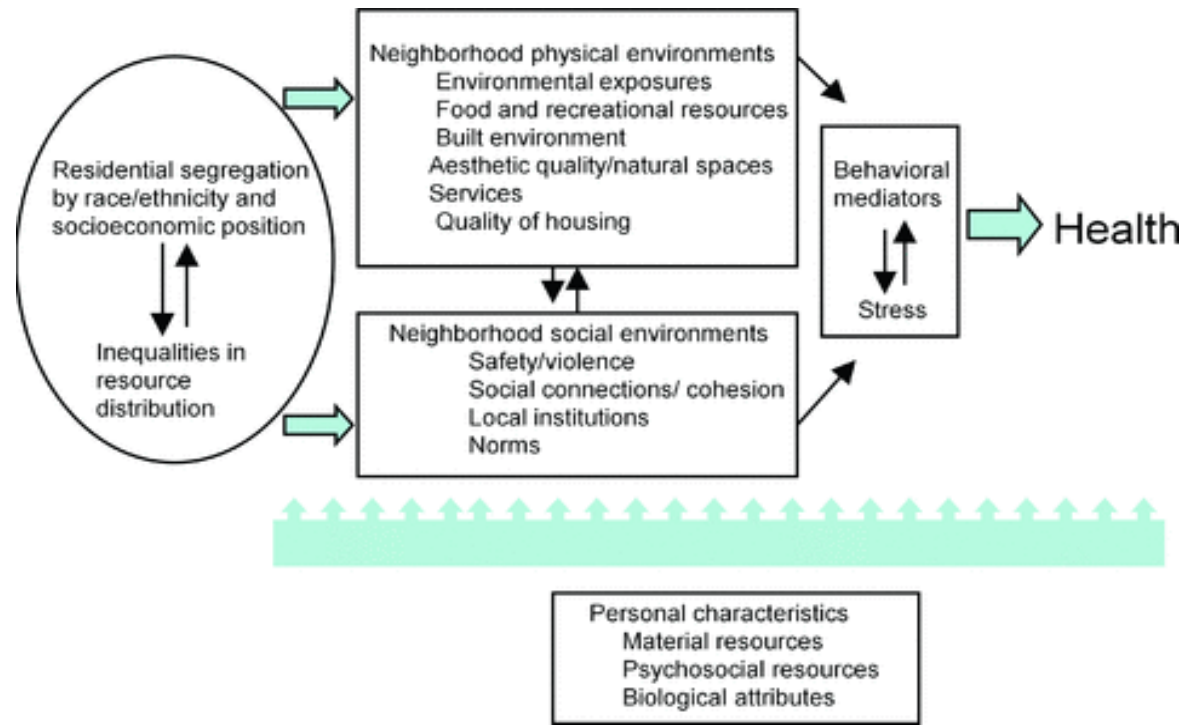 Residential segregation
by race/ethnicity and
socioeconomic position
Inequalities in
resource
distribution
Neighborhood physical environments
Environmental exposures
Food and recreational resources
Built environment
Aesthetic quality/natural spaces
Services
Quality of housing
Neighborhood social environments
Safety/violence
Social connections/ cohesion
Local institutions
Norms
Behavioral
mediators
Stress
Health
Personal characteristics
Material resources
Psychosocial resources
Biological attributes